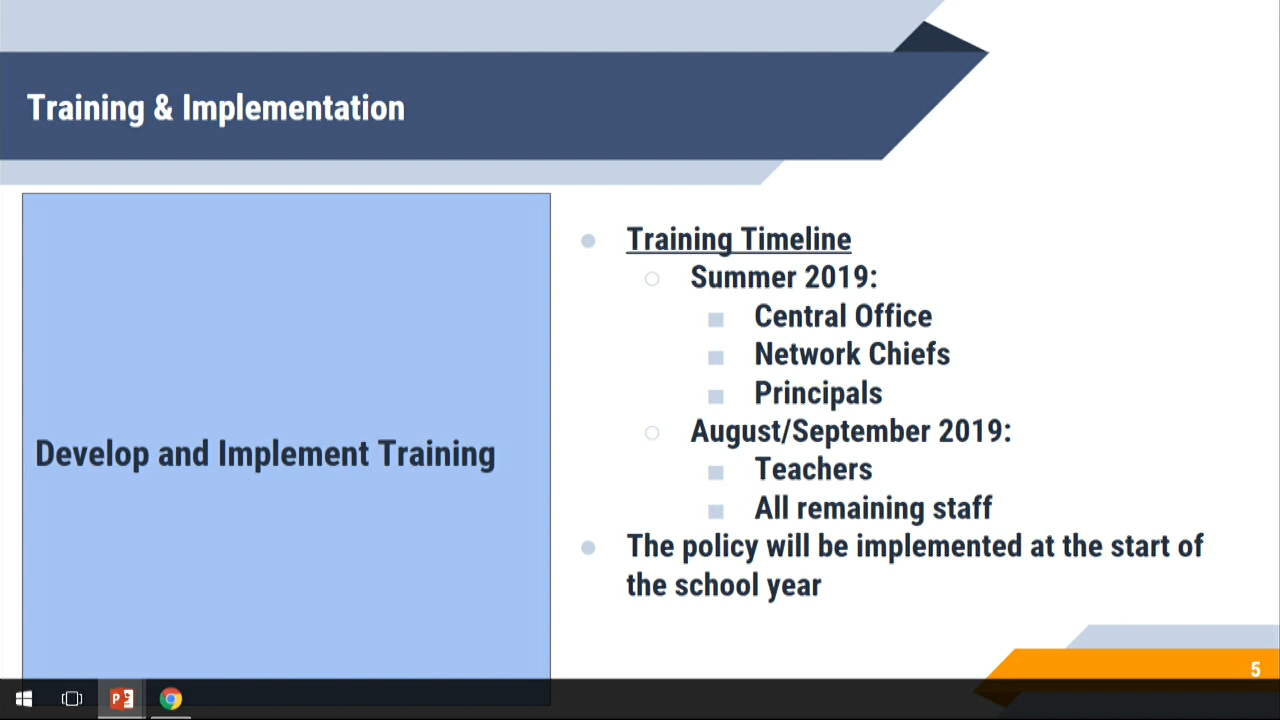 Training & Implementation
Develop and Implement Training
Training Timeline
Summer 2019:
Central Office
Network Chiefs
Principals
August/September 2019:
Teachers
All remaining staff
The policy will be implemented at the start of
the school year
5